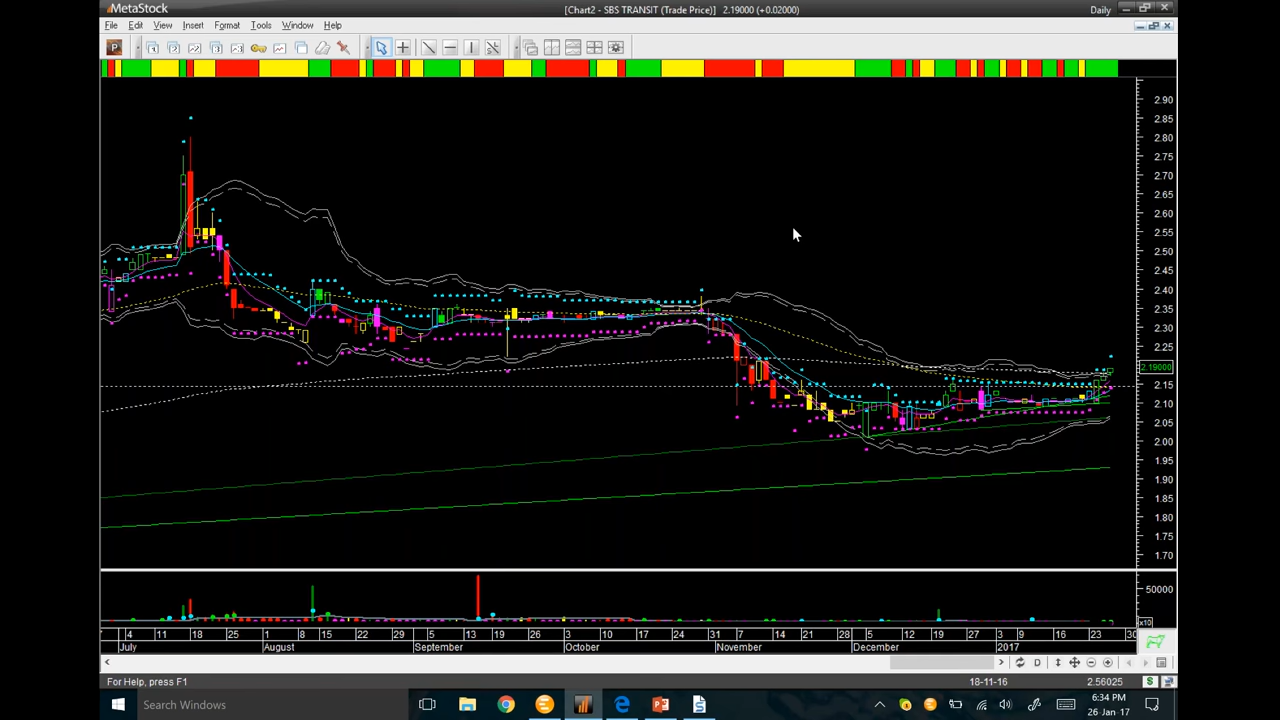 MetaStock
[Chart2 - SBS TRANSIT (Trade Price)] 2.19000 (+0.02000)
Daily
File Edit View Insert Format Tools Window Help
P
2.90
2.85
2.80
2.75
2.70
2.65
2.60
2.55
2.50
2.45
2.40
2.35
2.30
2.25
2.19000
2.15
2.10
2.05
2.00
1.95
1.90
1.85
1.80
1.75
1.70
50000
x10
4 11 18 25 1 8 15 22 29 5 12 19 26 3 10 17 24 31 7 14 21 28 5 12 19 27 3 9 16 23 30
July August September October November December 2017
D
For Help, press F1
18-11-16
2.56025
$
Search Windows
6:34 PM
26-Jan-17